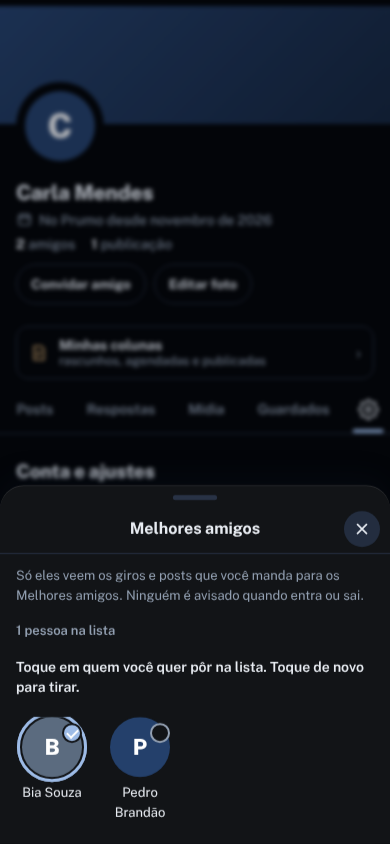 C
Carla Mendes
No Prumo desde novembro de 2026
2 amigos 1 publicação
Convidar amigo Editar foto
Minhas colunas
rascunhos, agendadas e publicadas
Posts Respostas Mídia Guardados
Conta e ajustes
Melhores amigos
Só eles veem os giros e posts que você manda para os
Melhores amigos. Ninguém é avisado quando entra ou sai.
1 pessoa na lista
Toque em quem você quer pôr na lista. Toque de novo
para tirar.
B P
Bia Souza Pedro
Brandão